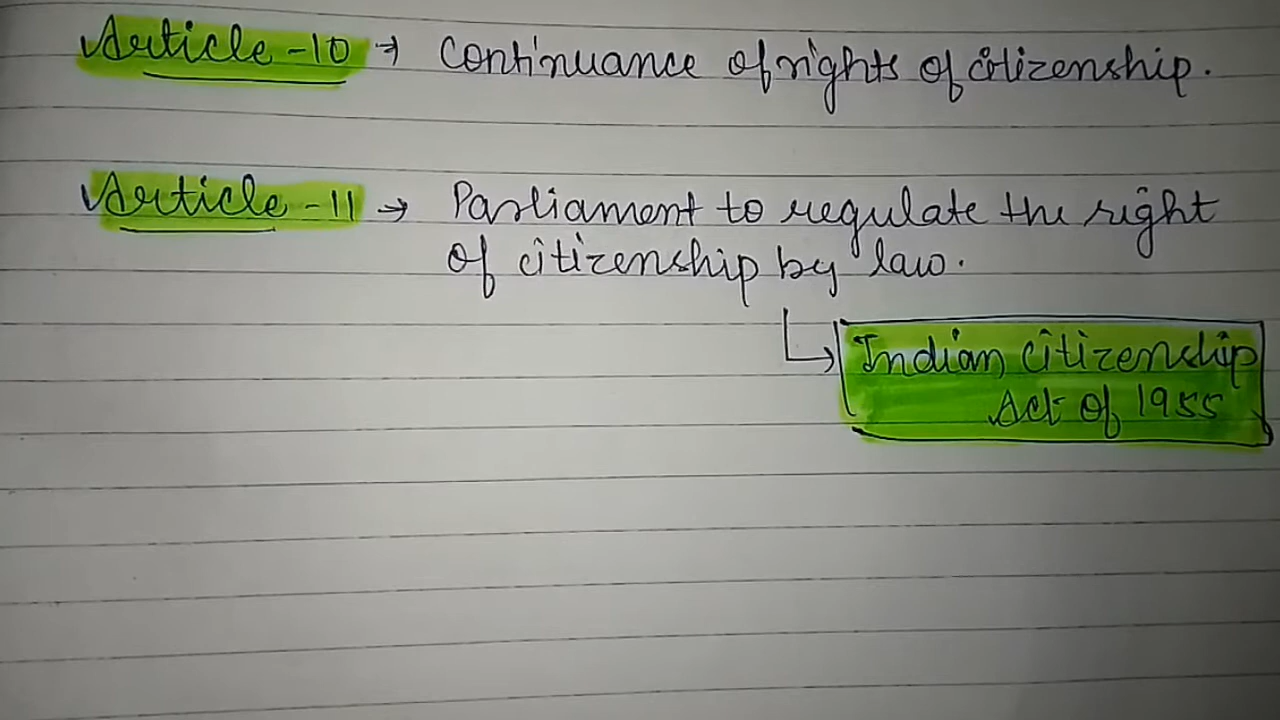 Article -10 → Continuance of rights of citizenship.
Article -11 → Parliament to regulate the right
of citizenship by law.
Indian citizenship
Act of 1955